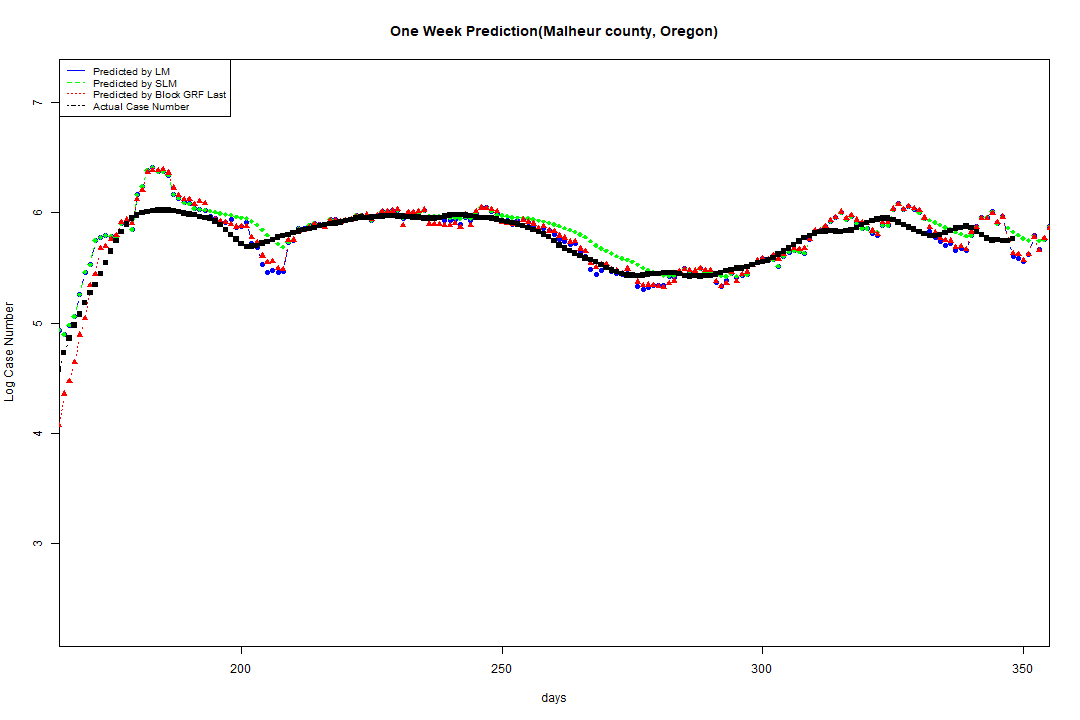 One Week Prediction(Malheur county, Oregon)
Predicted by LM
Predicted by SLM
Predicted by Block GRF Last
Actual Case Number
7
6
5
4
3
Log Case Number
200
250
300
350
days